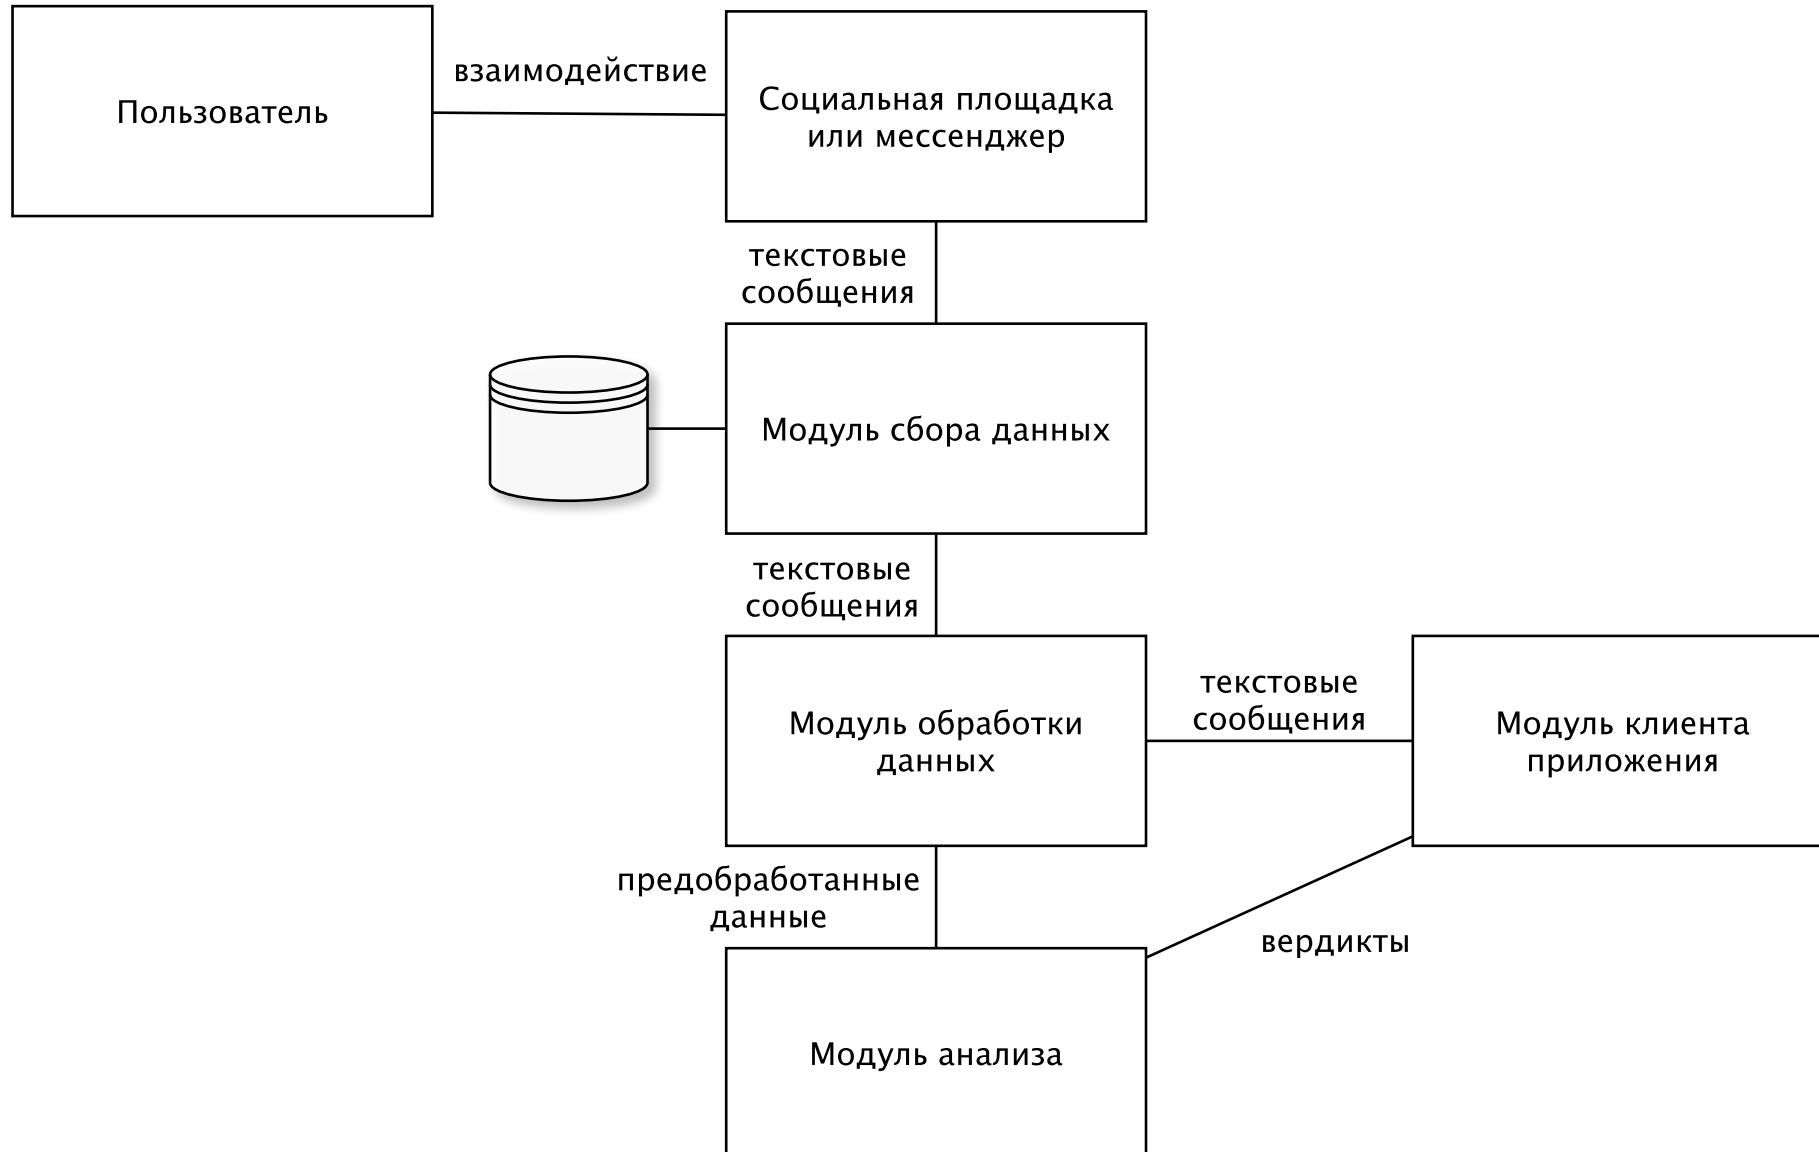 Пользователь
взаимодействие
Социальная площадка
или мессенджер
текстовые
сообщения
Модуль сбора данных
текстовые
сообщения
Модуль обработки
данных
текстовые
сообщения
Модуль клиента
приложения
предобработанные
данные
вердикты
Модуль анализа